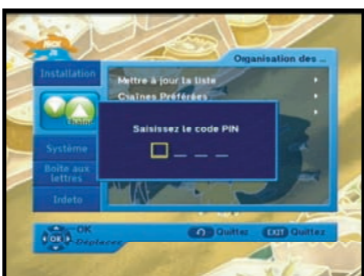 Organisation des ...
Installation
Mettre à jour la liste
Chaînes Préférées
Saisissez le code PIN
Système
Boîte aux
lettres
Irdeto
OK
OK
Déplacer
Quitter
EXIT Quitter